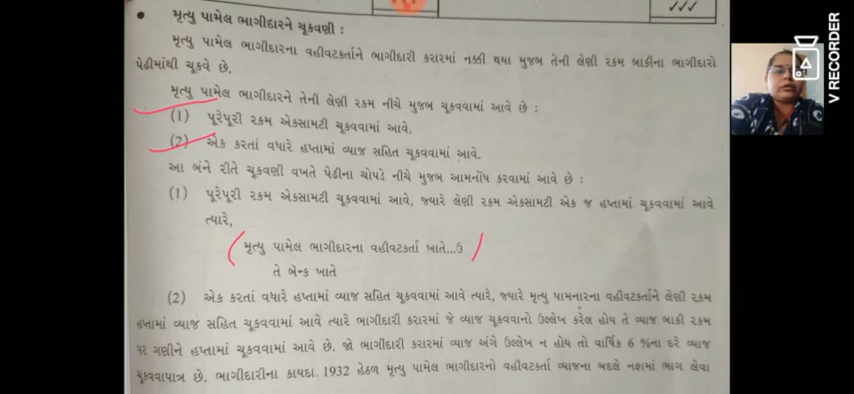 ✓✓✓
• મૃત્યુ પામેલ ભાગીદારને ચૂકવણી :
મૃત્યુ પામેલ ભાગીદારના વહીવટકર્તાને ભાગીદારી કરારમાં નક્કી થયા મુજબ તેની લેણી રકમ બાકીના ભાગીદારો
પેઢીમાંથી ચૂકવે છે.
મૃત્યુ પામેલ ભાગીદારને તેની લેણી રકમ નીચે મુજબ ચૂકવવામાં આવે છે :
(1) પૂરેપૂરી રકમ એકસામટી ચૂકવવામાં આવે.
(2) એક કરતાં વધારે હપ્તામાં વ્યાજ સહિત ચૂકવવામાં આવે.
આ બંને રીતે ચૂકવણી વખતે પેઢીના ચોપડે નીચે મુજબ આમનોંધ કરવામાં આવે છે :
(1) પૂરેપૂરી રકમ એકસામટી ચૂકવવામાં આવે, જ્યારે લેણી રકમ એકસામટી એક જ હપ્તામાં ચૂકવવામાં આવે
ત્યારે,
મૃત્યુ પામેલ ભાગીદારના વહીવટકર્તા ખાતે...ઉ
તે બૅન્ક ખાતે
(2) એક કરતાં વધારે હપ્તામાં વ્યાજ સહિત ચૂકવવામાં આવે ત્યારે, જ્યારે મૃત્યુ પામનારના વહીવટકર્તાને લેણી રકમ
હપ્તામાં વ્યાજ સહિત ચૂકવવામાં આવે ત્યારે ભાગીદારી કરારમાં જે વ્યાજ ચૂકવવાનો ઉલ્લેખ કરેલ હોય તે વ્યાજ બાકી રકમ
પર ગણીને હપ્તામાં ચૂકવવામાં આવે છે. જો ભાગીદારી કરારમાં વ્યાજ અંગે ઉલ્લેખ ન હોય તો વાર્ષિક 6 %ના દરે વ્યાજ
ચૂકવવાપાત્ર છે. ભાગીદારીના કાયદા. 1932 હેઠળ મૃત્યુ પામેલ ભાગીદારનો વહીવટકર્તા વ્યાજના બદલે નફામાં ભાગ લેવા
V RECORDER